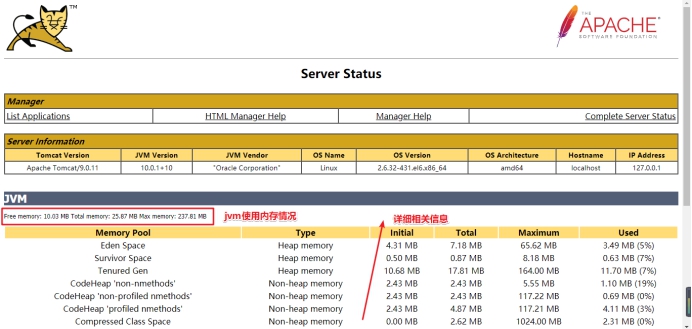 TM
THE
APACHE®
SOFTWARE FOUNDATION
Server Status
Manager
List Applications HTML Manager Help Manager Help Complete Server Status
Server Information
Tomcat Version JVM Version JVM Vendor OS Name OS Version OS Architecture Hostname IP Address
Apache Tomcat/9.0.11 10.0.1+10 "Oracle Corporation" Linux 2.6.32-431.el6.x86_64 amd64 localhost 127.0.0.1
JVM
Free memory: 10.03 MB Total memory: 25.87 MB Max memory: 237.81 MB jvm使用内存情况 详细相关信息
Memory Pool Type Initial Total Maximum Used
Eden Space Heap memory 4.31 MB 7.18 MB 65.62 MB 3.49 MB (5%)
Survivor Space Heap memory 0.50 MB 0.87 MB 8.18 MB 0.63 MB (7%)
Tenured Gen Heap memory 10.68 MB 17.81 MB 164.00 MB 11.70 MB (7%)
CodeHeap 'non-nmethods' Non-heap memory 2.43 MB 2.43 MB 5.55 MB 1.10 MB (19%)
CodeHeap 'non-profiled nmethods' Non-heap memory 2.43 MB 2.43 MB 117.22 MB 0.69 MB (0%)
CodeHeap 'profiled nmethods' Non-heap memory 2.43 MB 4.87 MB 117.21 MB 4.11 MB (3%)
Compressed Class Space Non-heap memory 0.00 MB 2.62 MB 1024.00 MB 2.31 MB (0%)